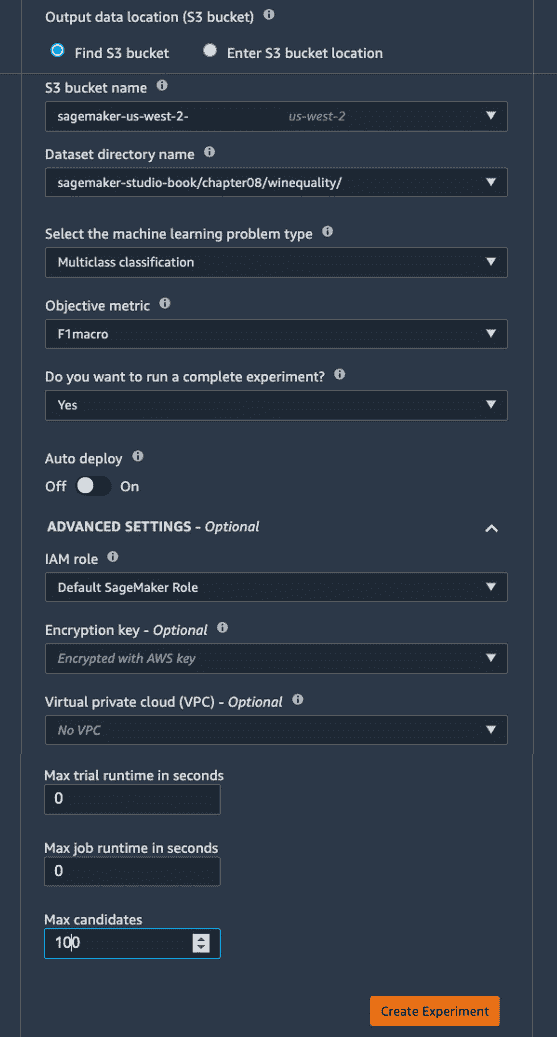 Output data location (S3 bucket)
Find S3 bucket Enter S3 bucket location
S3 bucket name
sagemaker-us-west-2- us-west-2
Dataset directory name
sagemaker-studio-book/chapter08/winequality/
Select the machine learning problem type
Multiclass classification
Objective metric
F1macro
Do you want to run a complete experiment?
Yes
Auto deploy
Off On
ADVANCED SETTINGS - Optional
IAM role
Default SageMaker Role
Encryption key - Optional
Encrypted with AWS key
Virtual private cloud (VPC) - Optional
No VPC
Max trial runtime in seconds
0
Max job runtime in seconds
0
Max candidates
100
Create Experiment